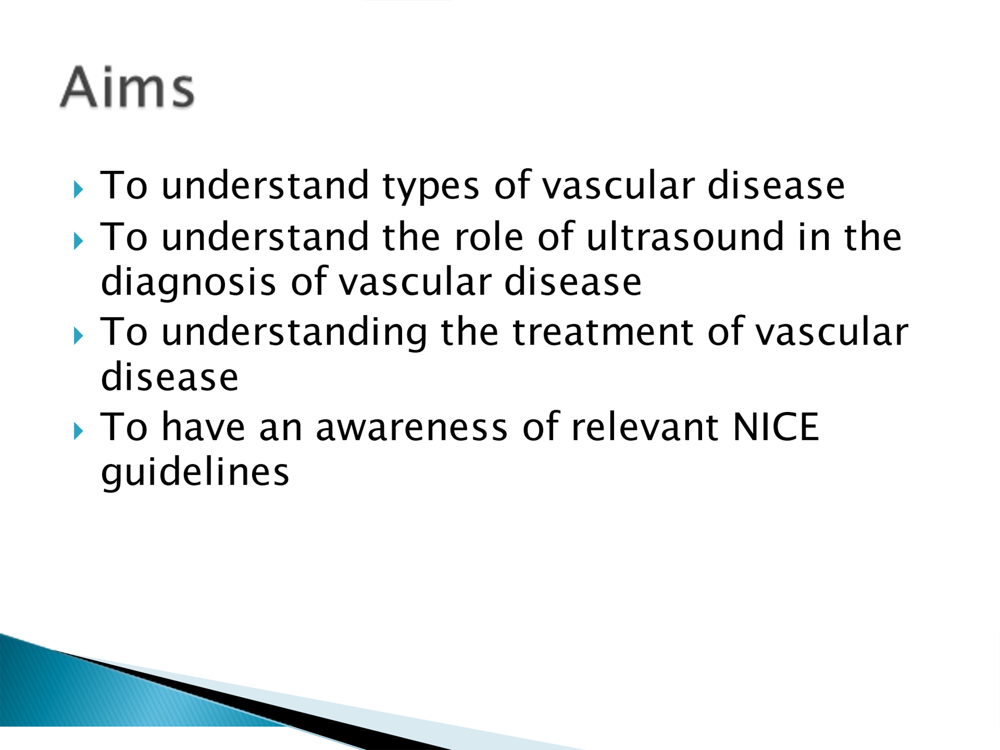 Aims
To understand types of vascular disease
To understand the role of ultrasound in the
diagnosis of vascular disease
To understanding the treatment of vascular
disease
To have an awareness of relevant NICE
guidelines